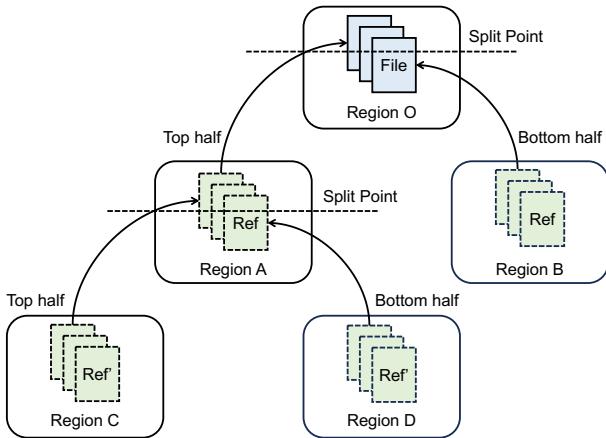 Split Point
File
Region O
Top half
Bottom half
Split Point
Ref
Region A
Ref
Region B
Top half
Bottom half
Ref'
Region C
Ref'
Region D